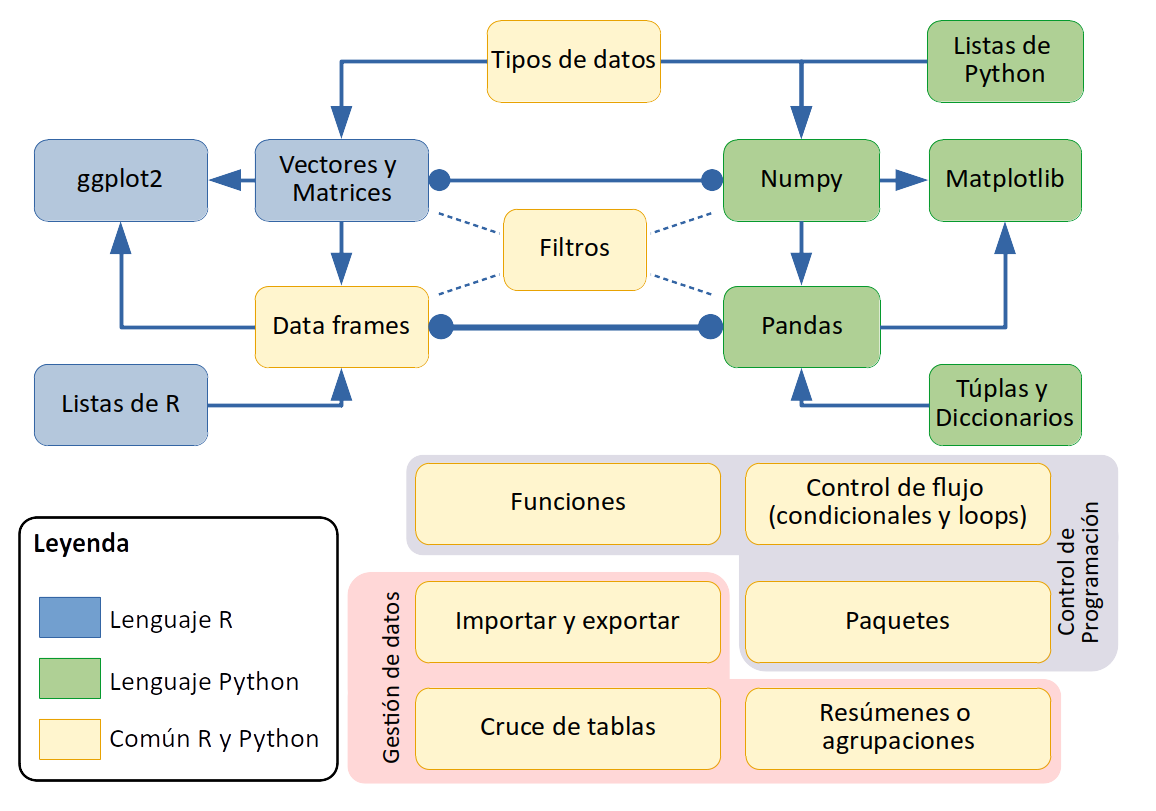 Tipos de datos
Listas de
Python
ggplot2
Vectores y
Matrices
Numpy
Matplotlib
Filtros
Data frames
Pandas
Listas de R
Túplas y
Diccionarios
Funciones
Control de flujo
(condicionales y loops)
Control de
Programación
Leyenda
Lenguaje R
Lenguaje Python
Común R y Python
Gestión de datos
Importar y exportar
Paquetes
Cruce de tablas
Resúmenes o
agrupaciones